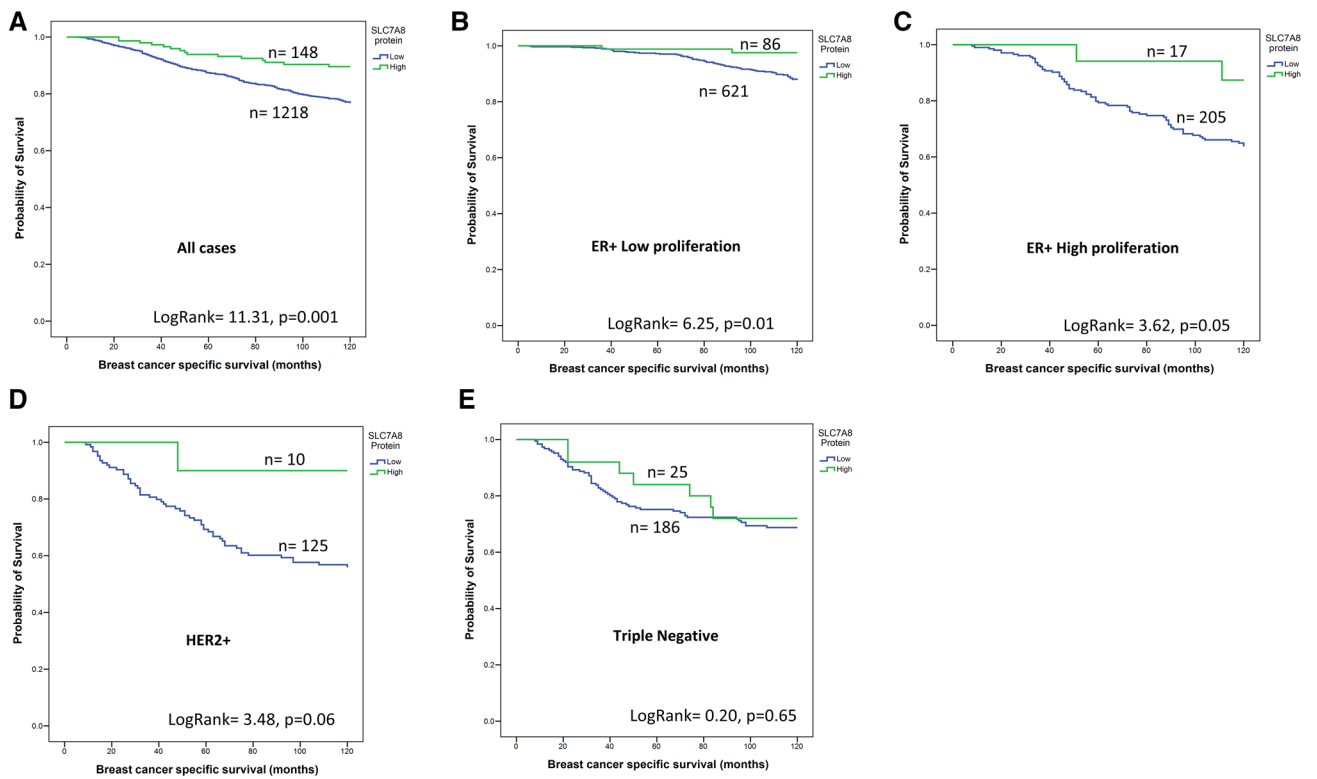 A
SLC7A8
protein
Low
High
1.0
0.8
0.6
0.4
0.2
0.0
Probability of Survival
n= 148
n= 1218
All cases
LogRank= 11.31, p=0.001
0 20 40 60 80 100 120
Breast cancer specific survival (months)
B
SLC7A8
Protein
Low
High
1.0
0.8
0.6
0.4
0.2
0.0
Probability of Survival
n= 86
n= 621
ER+ Low proliferation
LogRank= 6.25, p=0.01
0 20 40 60 80 100 120
Breast cancer specific survival (months)
C
SLC7A8
protein
Low
High
1.0
0.8
0.6
0.4
0.2
0.0
Probability of Survival
n= 17
n= 205
ER+ High proliferation
LogRank= 3.62, p=0.05
0 20 40 60 80 100 120
Breast cancer specific survival (months)
D
SLC7A8
Protein
Low
High
1.0
0.8
0.6
0.4
0.2
0.0
Probability of Survival
n= 10
n= 125
HER2+
LogRank= 3.48, p=0.06
0 20 40 60 80 100 120
Breast cancer specific survival (months)
E
SLC7A8
Protein
Low
High
1.0
0.8
0.6
0.4
0.2
0.0
Probability of Survival
n= 25
n= 186
Triple Negative
LogRank= 0.20, p=0.65
0 20 40 60 80 100 120
Breast cancer specific survival (months)